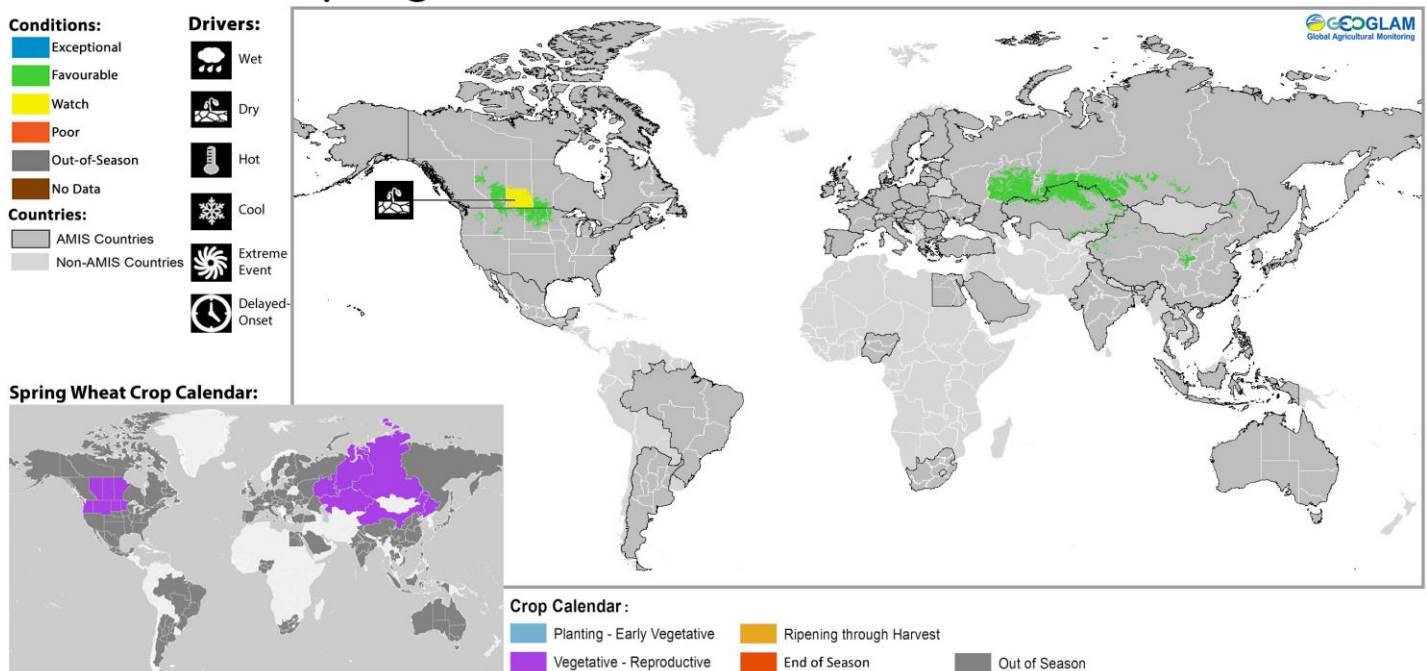 Conditions:
Exceptional
Favourable
Watch
Poor
Out-of-Season
No Data
Countries:
AMIS Countries
Non-AMIS Countries
Drivers:
Wet
Dry
Hot
Cool
Extreme
Event
Delayed-
Onset
GEOGLAM
Global Agricultural Monitoring
Spring Wheat Crop Calendar:
Crop Calendar :
Planting - Early Vegetative
Vegetative - Reproductive
Ripening through Harvest
End of Season
Out of Season